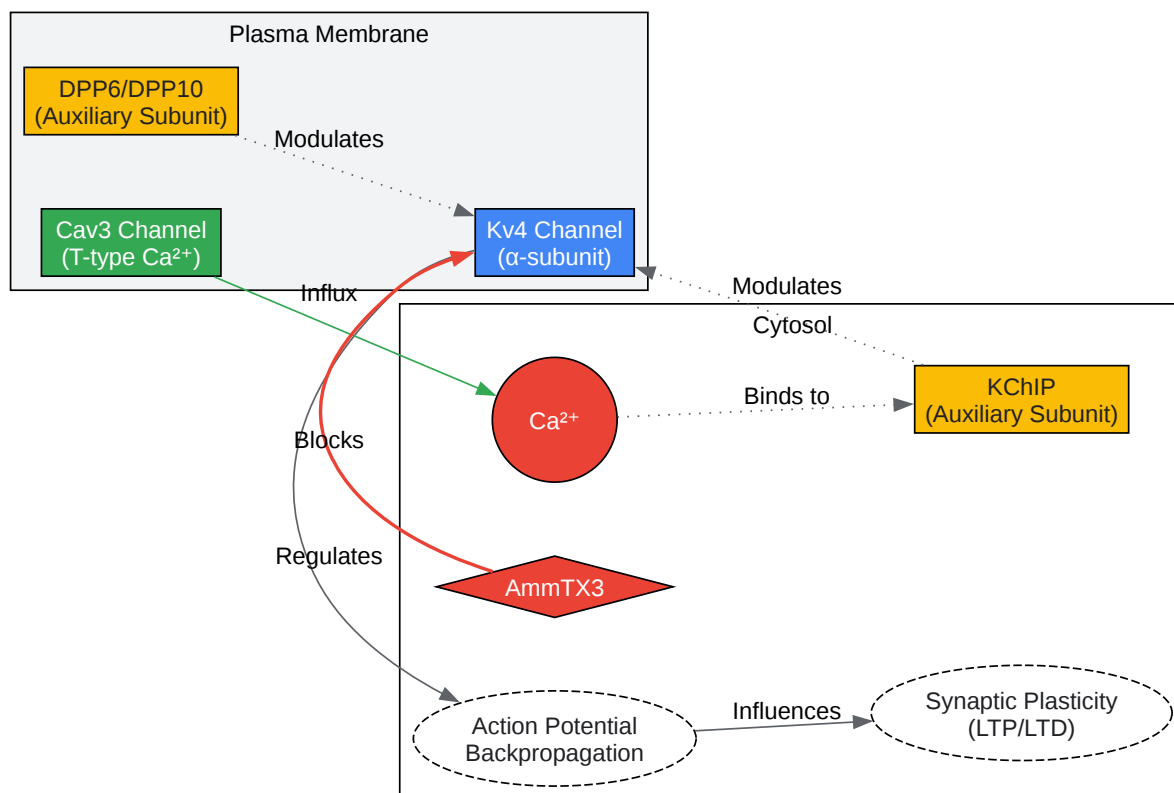 Plasma Membrane
DPP6/DPP10
(Auxiliary Subunit)
Modulates
Cav3 Channel
(T-type Ca²⁺)
Kv4 Channel
(α-subunit)
Influx
Modulates
Cytosol
Ca²⁺
Binds to
KChIP
(Auxiliary Subunit)
Blocks
Regulates
AmmTX3
Action Potential
Backpropagation
Influences
Synaptic Plasticity
(LTP/LTD)